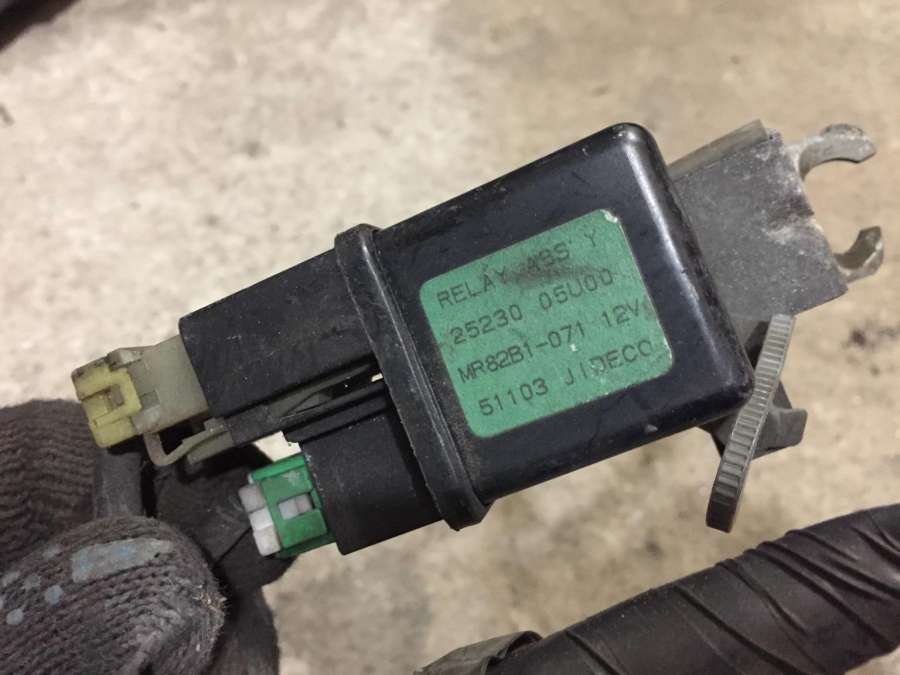 RELAY ASS Y
25230 05U00
MR82B1-071 12V
51103 JIDECO